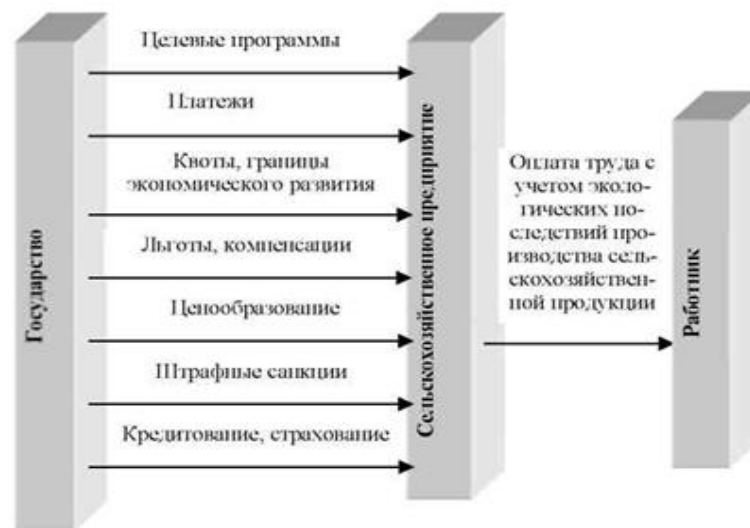 Государство
Целевые программы
Платежи
Квоты, границы
экономического развития
Льготы, компенсации
Ценообразование
Штрафные санкции
Кредитование, страхование
Сельскохозяйственное предприятие
Оплата труда с
учетом эколо-
гических по-
следствий про-
изводства сель-
скохозяйствен-
ной продукции
Работник